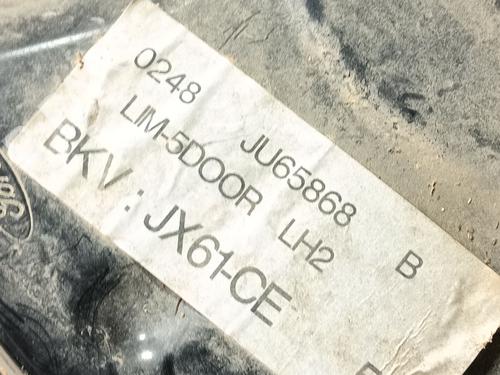 0248 JU65868 B
LIM-5DOOR LH2
BKV : JX61-CE